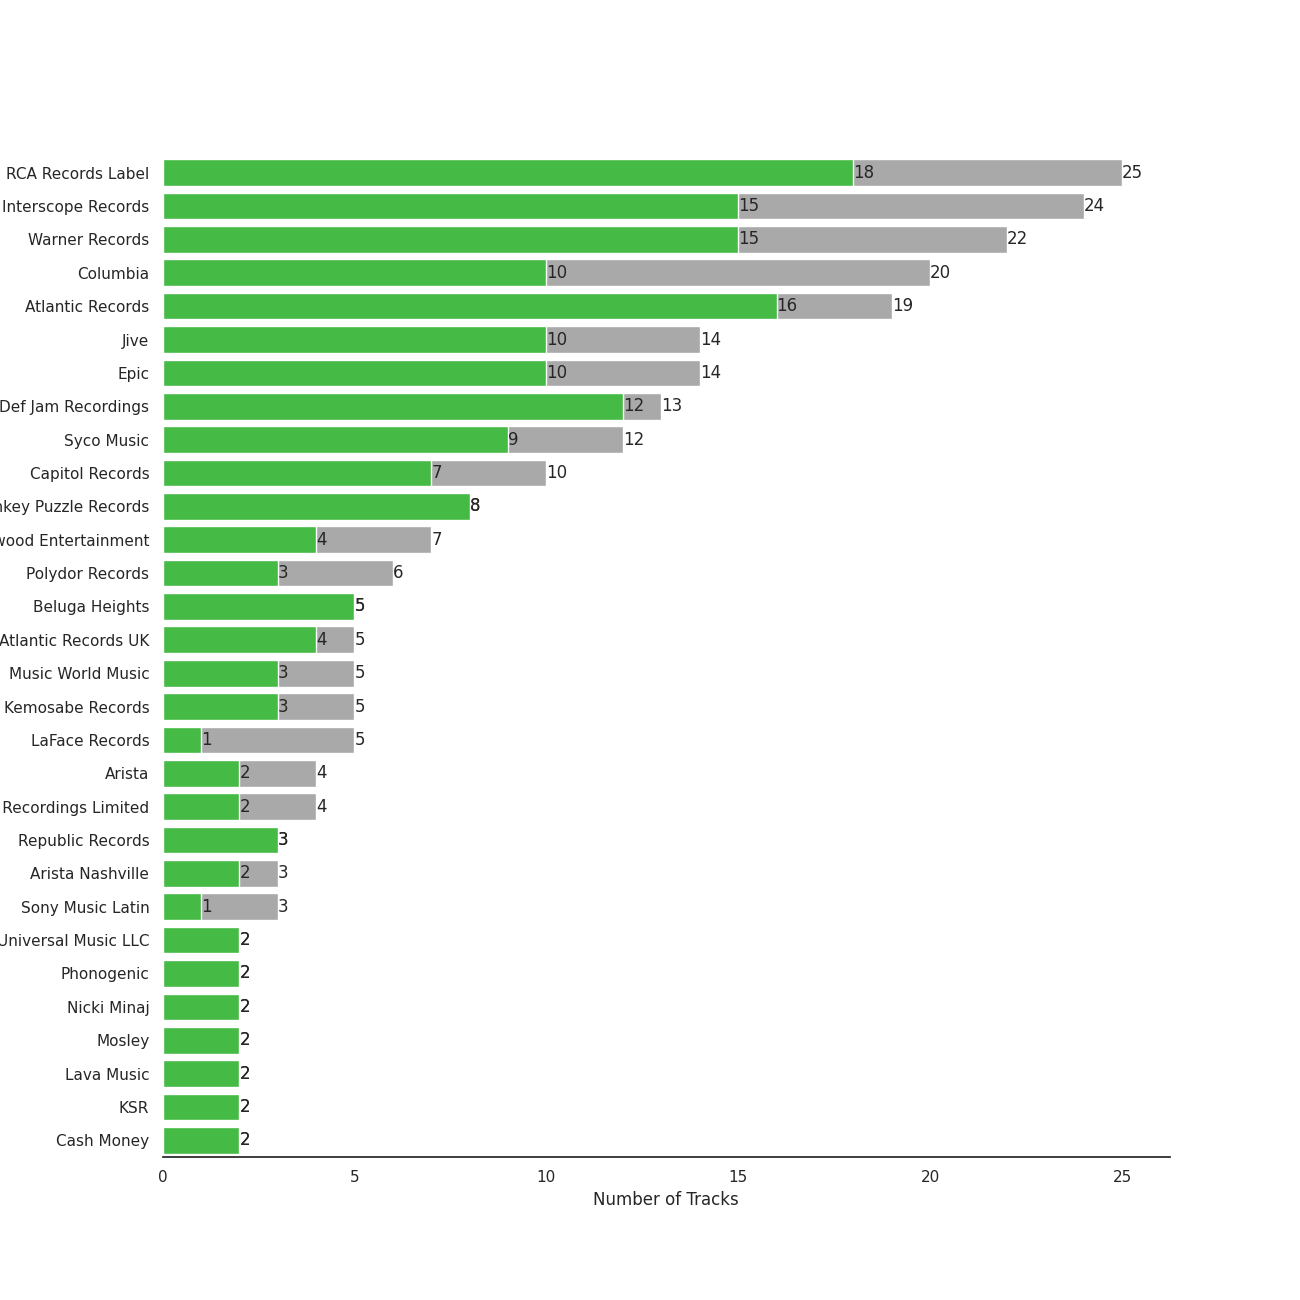 RCA Records Label 18 25
Interscope Records 15 24
Warner Records 15 22
Columbia 10 20
Atlantic Records 16 19
Jive 10 14
Epic 10 14
Def Jam Recordings 12 13
Syco Music 9 12
Capitol Records 7 10
Puzzle Records 8
Entertainment 4 7
Polydor Records 3 6
Beluga Heights 5
Atlantic Records UK 4 5
Music World Music 3 5
Kemosabe Records 3 5
LaFace Records 1 5
Arista 2 4
Recordings Limited 2 4
Republic Records 3
Arista Nashville 2 3
Sony Music Latin 1 3
Universal Music LLC 2
Phonogenic 2
Nicki Minaj 2
Mosley 2
Lava Music 2
KSR 2
Cash Money 2
0 5 10 15 20 25
Number of Tracks